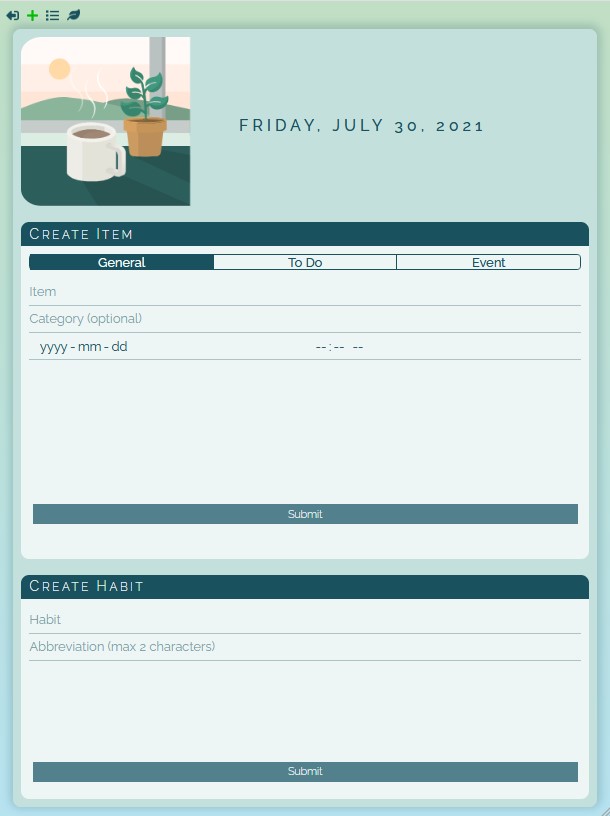 FRIDAY, JULY 30, 2021
CREATE ITEM
General To Do Event
Item
Category (optional)
yyyy - mm - dd --:-- --
Submit
CREATE HABIT
Habit
Abbreviation (max 2 characters)
Submit